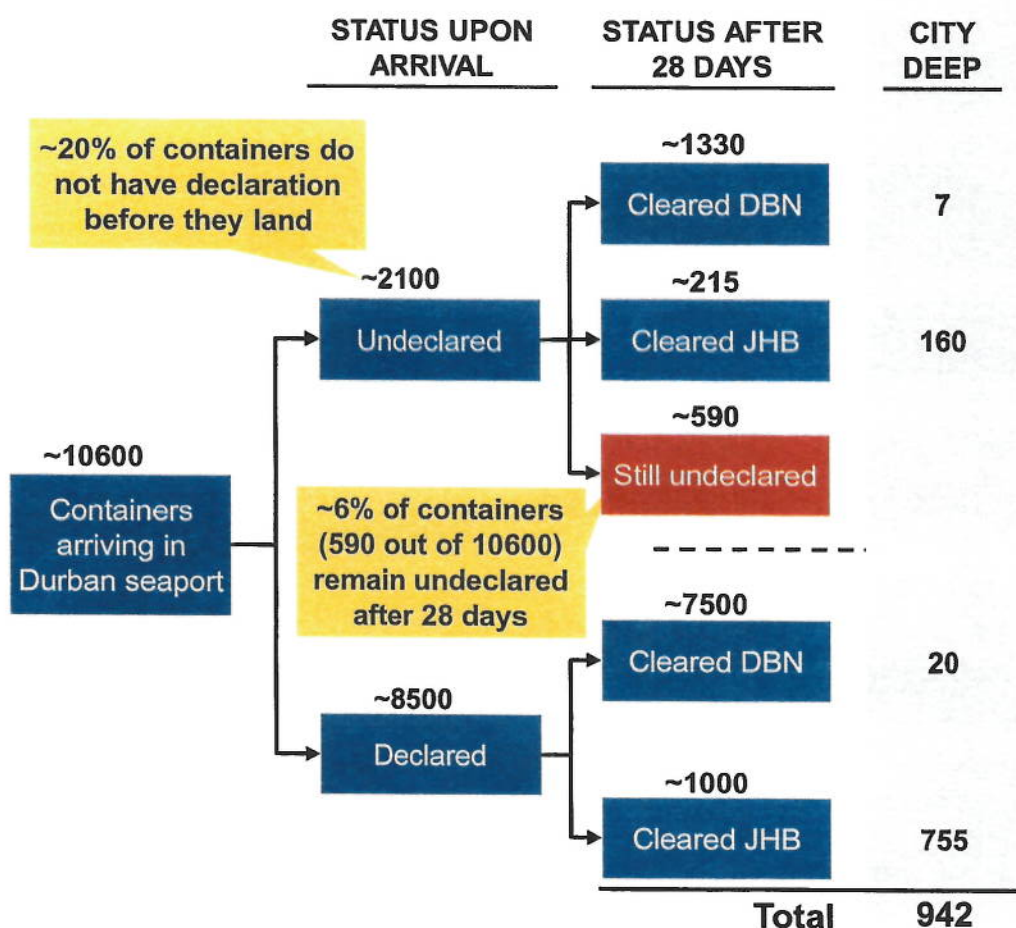 STATUS UPON
ARRIVAL
STATUS AFTER
28 DAYS
CITY
DEEP
~20% of containers do
not have declaration
before they land
~1330
Cleared DBN
7
~2100
Undeclared
~215
Cleared JHB
160
~590
Still undeclared
~10600
Containers
arriving in
Durban seaport
~6% of containers
(590 out of 10600)
remain undeclared
after 28 days
~7500
Cleared DBN
20
~8500
Declared
~1000
Cleared JHB
755
Total
942